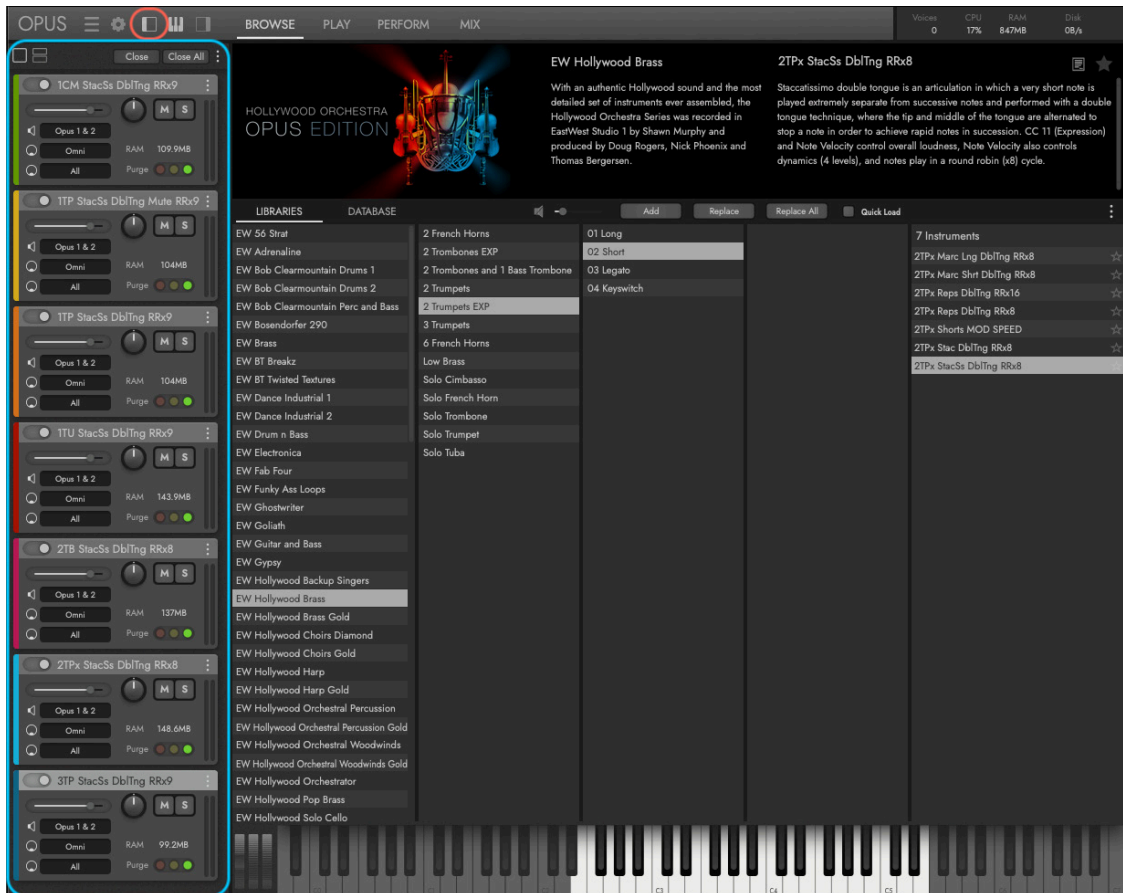 OPUS
BROWSE
PLAY
PERFORM
MIX
Voices
CPU
RAM
Disk
0
17%
847MB
0B/s
Close
Close All
1CM StacSs DblTng RRx9
M
S
Opus 1 & 2
Omni
RAM
109.9MB
All
Purge
1TP StacSs DblTng Mute RRx9
M
S
Opus 1 & 2
Omni
RAM
104MB
All
Purge
1TP StacSs DblTng RRx9
M
S
Opus 1 & 2
Omni
RAM
104MB
All
Purge
1TU StacSs DblTng RRx9
M
S
Opus 1 & 2
Omni
RAM
143.9MB
All
Purge
2TB StacSs DblTng RRx8
M
S
Opus 1 & 2
Omni
RAM
137MB
All
Purge
2TPx StacSs DblTng RRx8
M
S
Opus 1 & 2
Omni
RAM
148.6MB
All
Purge
3TP StacSs DblTng RRx9
M
S
Opus 1 & 2
Omni
RAM
99.2MB
All
Purge
HOLLYWOOD ORCHESTRA
OPUS EDITION
EW Hollywood Brass
With an authentic Hollywood sound and the most
detailed set of instruments ever assembled, the
Hollywood Orchestra Series was recorded in
EastWest Studio 1 by Shawn Murphy and
produced by Doug Rogers, Nick Phoenix and
Thomas Bergersen.
2TPx StacSs DblTng RRx8
Staccatissimo double tongue is an articulation in which a very short note is
played extremely separate from successive notes and performed with a double
tongue technique, where the tip and middle of the tongue are alternated to
stop a note in order to achieve rapid notes in succession. CC 11 (Expression)
and Note Velocity control overall loudness, Note Velocity also controls
dynamics (4 levels), and notes play in a round robin (x8) cycle.
LIBRARIES
DATABASE
Add
Replace
Replace All
Quick Load
EW 56 Strat
EW Adrenaline
EW Bob Clearmountain Drums 1
EW Bob Clearmountain Drums 2
EW Bob Clearmountain Perc and Bass
EW Bosendorfer 290
EW Brass
EW BT Breakz
EW BT Twisted Textures
EW Dance Industrial 1
EW Dance Industrial 2
EW Drum n Bass
EW Electronica
EW Fab Four
EW Funky Ass Loops
EW Ghostwriter
EW Goliath
EW Guitar and Bass
EW Gypsy
EW Hollywood Backup Singers
EW Hollywood Brass
EW Hollywood Brass Gold
EW Hollywood Choirs Diamond
EW Hollywood Choirs Gold
EW Hollywood Harp
EW Hollywood Harp Gold
EW Hollywood Orchestral Percussion
EW Hollywood Orchestral Percussion Gold
EW Hollywood Orchestral Woodwinds
EW Hollywood Orchestral Woodwinds Gold
EW Hollywood Orchestrator
EW Hollywood Pop Brass
EW Hollywood Solo Cello
2 French Horns
2 Trombones EXP
2 Trombones and 1 Bass Trombone
2 Trumpets
2 Trumpets EXP
3 Trumpets
6 French Horns
Low Brass
Solo Cimbasso
Solo French Horn
Solo Trombone
Solo Trumpet
Solo Tuba
01 Long
02 Short
03 Legato
04 Keyswitch
7 Instruments
2TPx Marc Lng DblTng RRx8
2TPx Marc Shrt DblTng RRx8
2TPx Reps DblTng RRx16
2TPx Reps DblTng RRx8
2TPx Shorts MOD SPEED
2TPx Stac DblTng RRx8
2TPx StacSs DblTng RRx8
C3
C4
C5